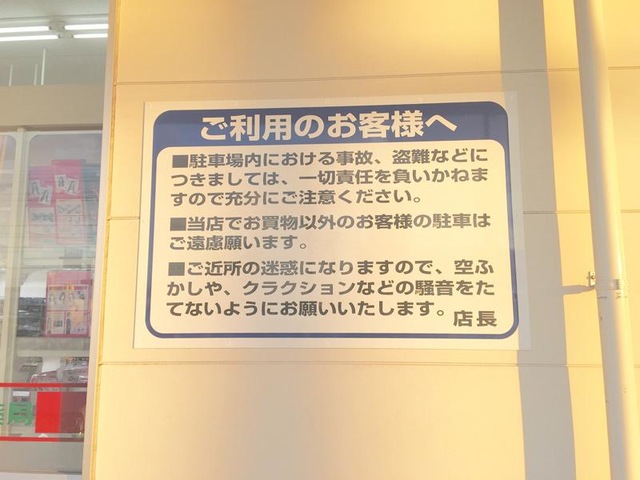 ご利用のお客様へ
■駐車場内における事故、盗難などに
つきましては、一切責任を負いかねま
すので充分にご注意ください。
■当店でお買物以外のお客様の駐車は
ご遠慮願います。
■ご近所の迷惑になりますので、空ふ
かしや、クラクションなどの騒音をた
てないようにお願いいたします。
店長